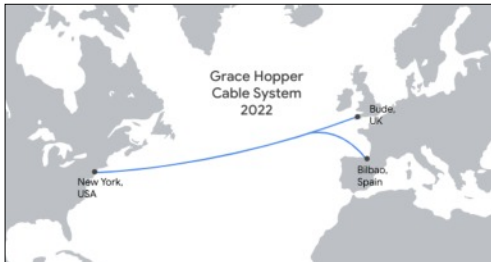 Grace Hopper
Cable System
2022
Bude,
UK
New York,
USA
Bilbao,
Spain